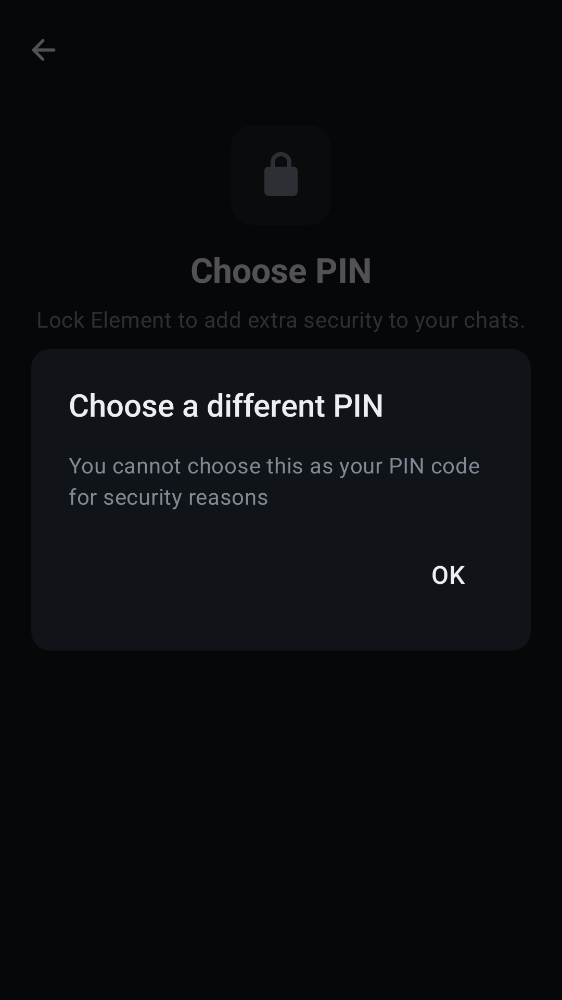 Choose PIN
Lock Element to add extra security to your chats.
Choose a different PIN
You cannot choose this as your PIN code
for security reasons
OK